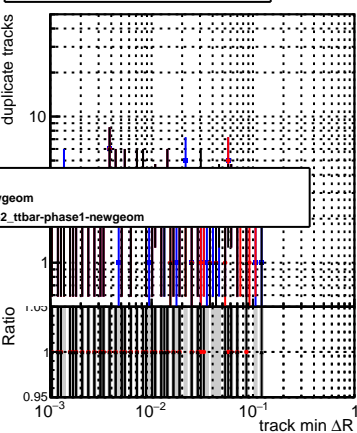 duplicate tracks
10
wgeom
2_ttbar-phase1-newgeom
1
Ratio
1.05
1
0.95
10⁻³ 10⁻² 10⁻¹ 1
track min ΔR